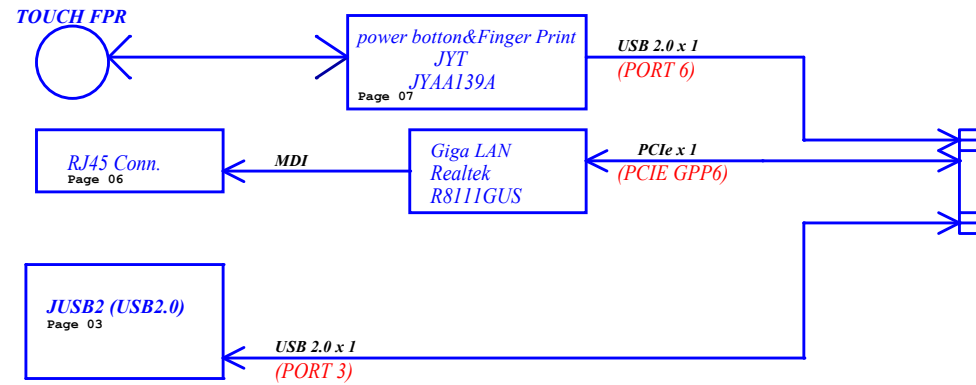 TOUCH FPR
power botton&Finger Print
JYT
JYAA139A
Page 07
USB 2.0 x 1
(PORT 6)
RJ45 Conn.
Page 06
MDI
Giga LAN
Realtek
R8111GUS
PCIe x 1
(PCIE GPP6)
JUSB2 (USB2.0)
Page 03
USB 2.0 x 1
(PORT 3)